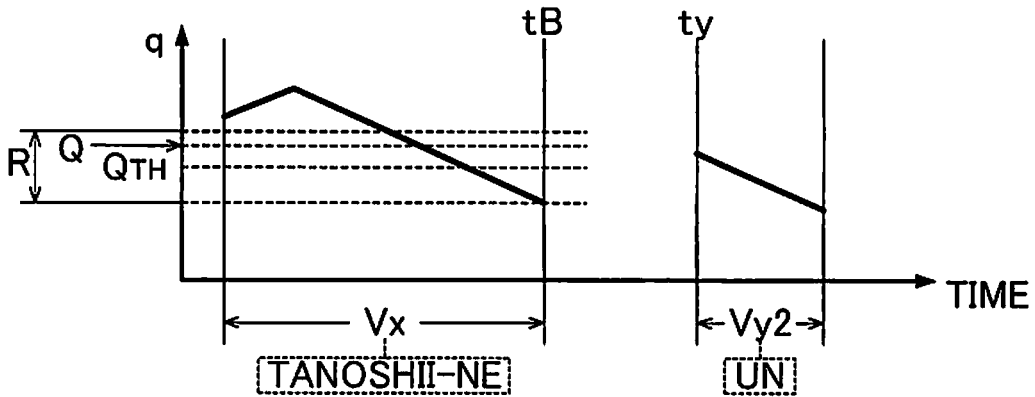 q tB ty
R Q
QTH
TIME
Vx Vy2
TANOSHII-NE UN